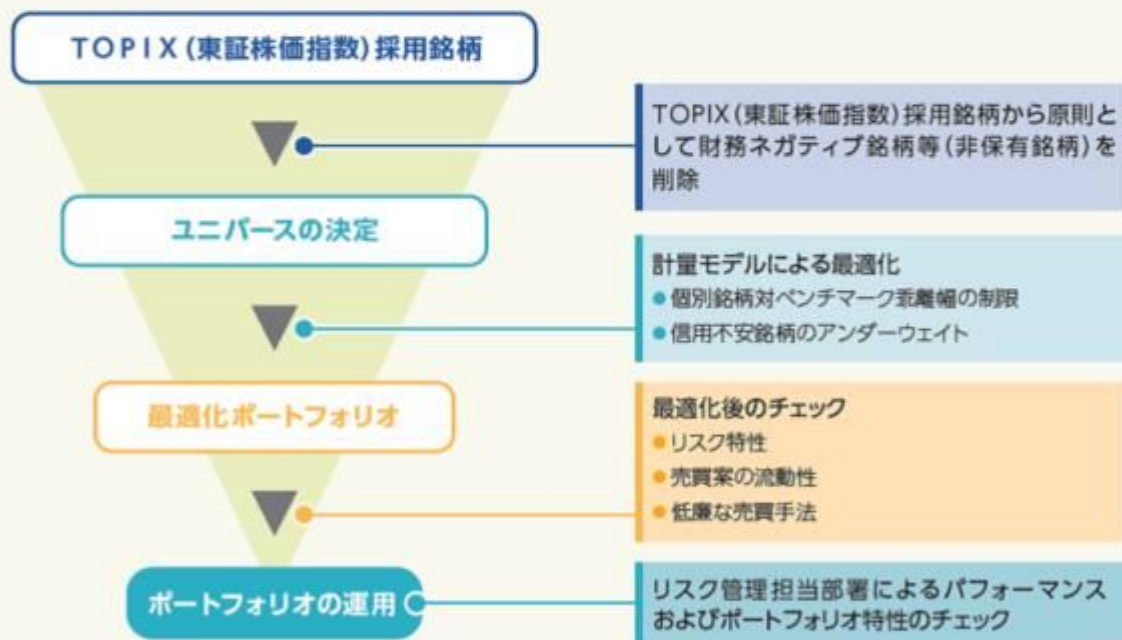 TOPIX(東証株価指数)採用銘柄
TOPIX(東証株価指数)採用銘柄から原則と
して財務ネガティブ銘柄等(非保有銘柄)を
削除
ユニバースの決定
計量モデルによる最適化
●個別銘柄対ベンチマーク乖離幅の制限
●信用不安銘柄のアンダーウェイト
最適化ポートフォリオ
最適化後のチェック
●リスク特性
●売買案の流動性
●低廉な売買手法
ポートフォリオの運用
リスク管理担当部署によるパフォーマンス
およびポートフォリオ特性のチェック